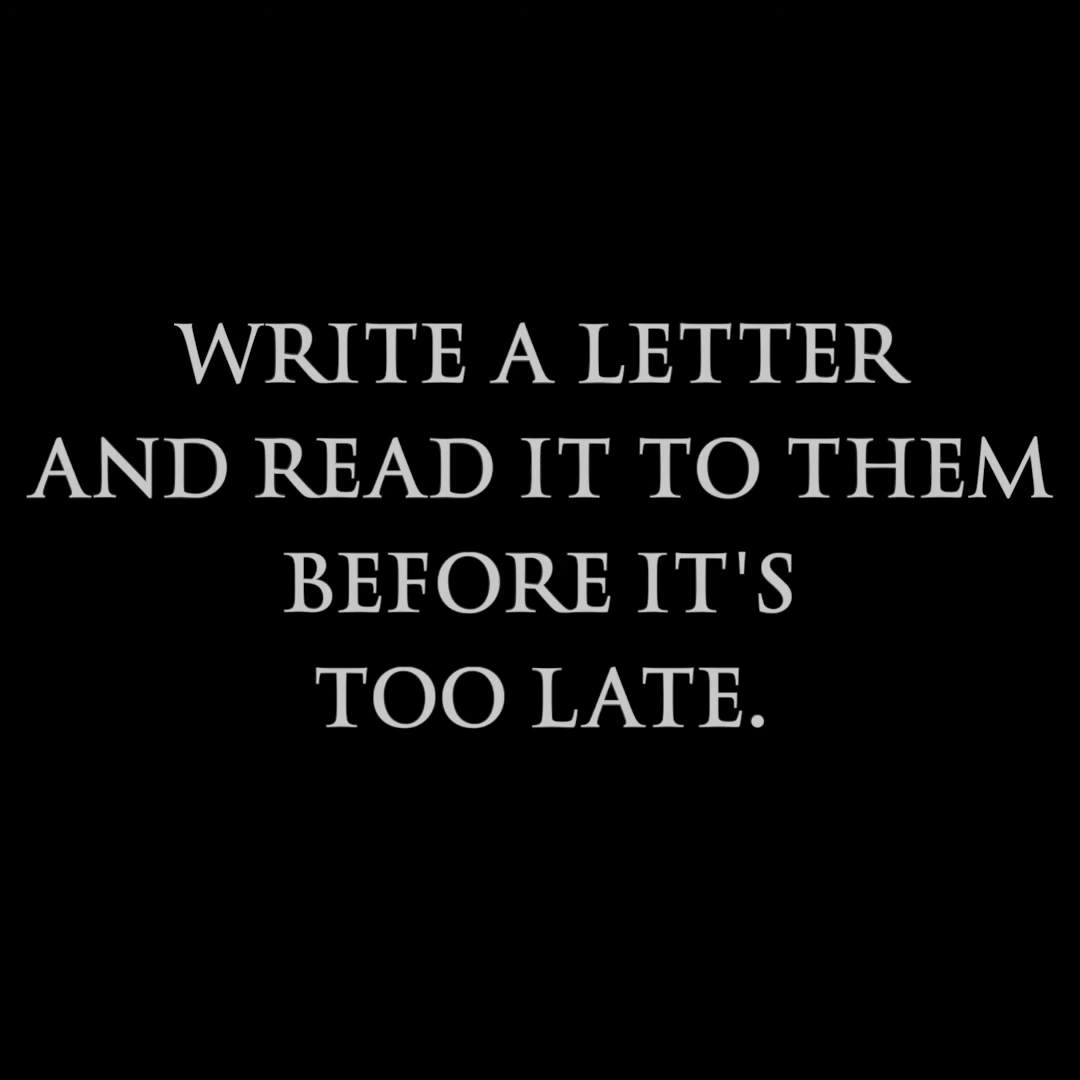 WRITE A LETTER
AND READ IT TO THEM
BEFORE IT'S
TOO LATE.